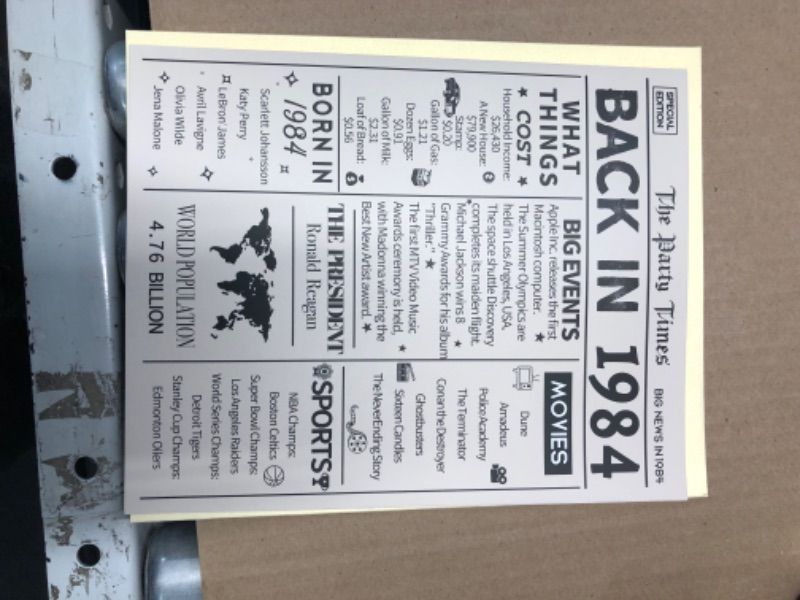 SPECIAL EDITION
The Party Times
BIG NEWS IN 1984
BACK IN 1984
WHAT
THINGS
COST
Household Income:
$26,430
A New House:
$79,900
Stamp:
$0.20
Gallon of Gas:
$1.21
Dozen Eggs:
$0.91
Gallon of Milk:
$2.31
Loaf of Bread:
$0.56
BORN IN
1984
Scarlett Johansson
Katy Perry
LeBron James
Avril Lavigne
Olivia Wilde
Jena Malone
BIG EVENTS
Apple Inc. releases the first
Macintosh computer.
The Summer Olympics are
held in Los Angeles, USA.
The space shuttle Discovery
completes its maiden flight.
Michael Jackson wins 8
Grammy Awards for his album
"Thriller."
The first MTV Video Music
Awards ceremony is held,
with Madonna winning the
Best New Artist award.
THE PRESIDENT
Ronald Reagan
WORLD POPULATION
4.76 BILLION
MOVIES
Dune
Amadeus
Police Academy
The Terminator
Conan the Destroyer
Ghostbusters
Sixteen Candles
The NeverEnding Story
SPORTS
NBA Champs:
Boston Celtics
Super Bowl Champs:
Los Angeles Raiders
World Series Champs:
Detroit Tigers
Stanley Cup Champs:
Edmonton Oilers